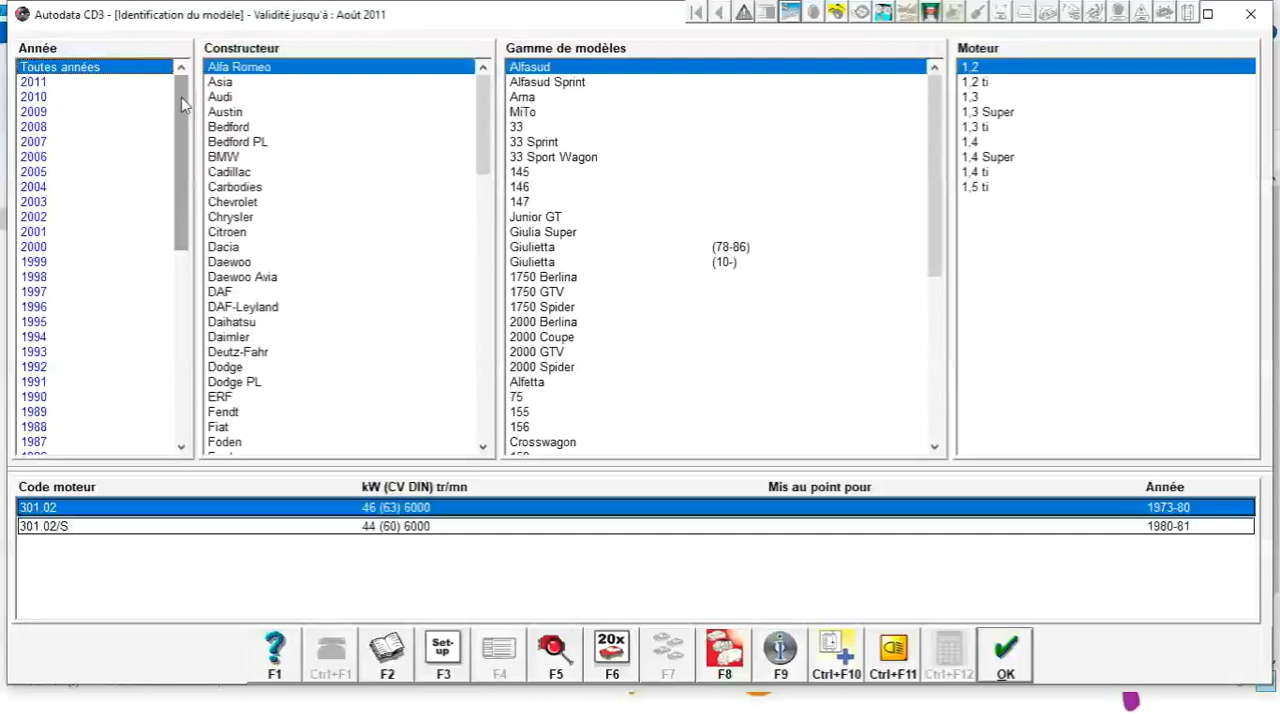 Autodata CD3 - [Identification du modèle] - Validité jusqu'à : Août 2011
Année
Toutes années
2011
2010
2009
2008
2007
2006
2005
2004
2003
2002
2001
2000
1999
1998
1997
1996
1995
1994
1993
1992
1991
1990
1989
1988
1987
Constructeur
Alfa Romeo
Asia
Audi
Austin
Bedford
Bedford PL
BMW
Cadillac
Carbodies
Chevrolet
Chrysler
Citroen
Dacia
Daewoo
Daewoo Avia
DAF
DAF-Leyland
Daihatsu
Daimler
Deutz-Fahr
Dodge
Dodge PL
ERF
Fendt
Fiat
Foden
Gamme de modèles
Alfasud
Alfasud Sprint
Arna
MiTo
33
33 Sprint
33 Sport Wagon
145
146
147
Junior GT
Giulia Super
Giulietta (78-86)
Giulietta (10-)
1750 Berlina
1750 GTV
1750 Spider
2000 Berlina
2000 Coupe
2000 GTV
2000 Spider
Alfetta
75
155
156
Crosswagon
Moteur
1,2
1,2 ti
1,3
1,3 Super
1,3 ti
1,4
1,4 Super
1,4 ti
1,5 ti
Code moteur kW (CV DIN) tr/mn Mis au point pour Année
301.02 46 (63) 6000 1973-80
301.02/S 44 (60) 6000 1980-81
Set-up
20x
F1 Ctrl+F1 F2 F3 F4 F5 F6 F7 F8 F9 Ctrl+F10 Ctrl+F11 Ctrl+F12 OK